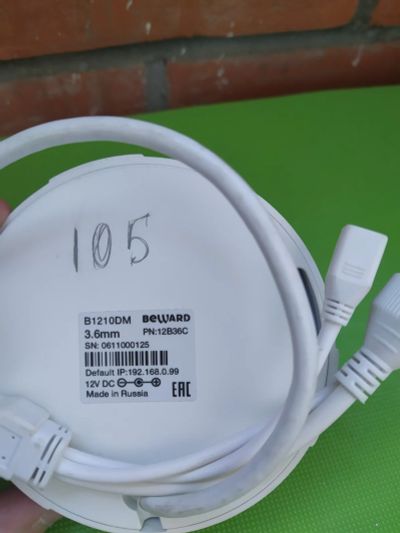 105
B1210DM BEWARD
3.6mm PN:12B36C
SN: 0611000125
Default IP:192.168.0.99
12V DC
Made in Russia EAC